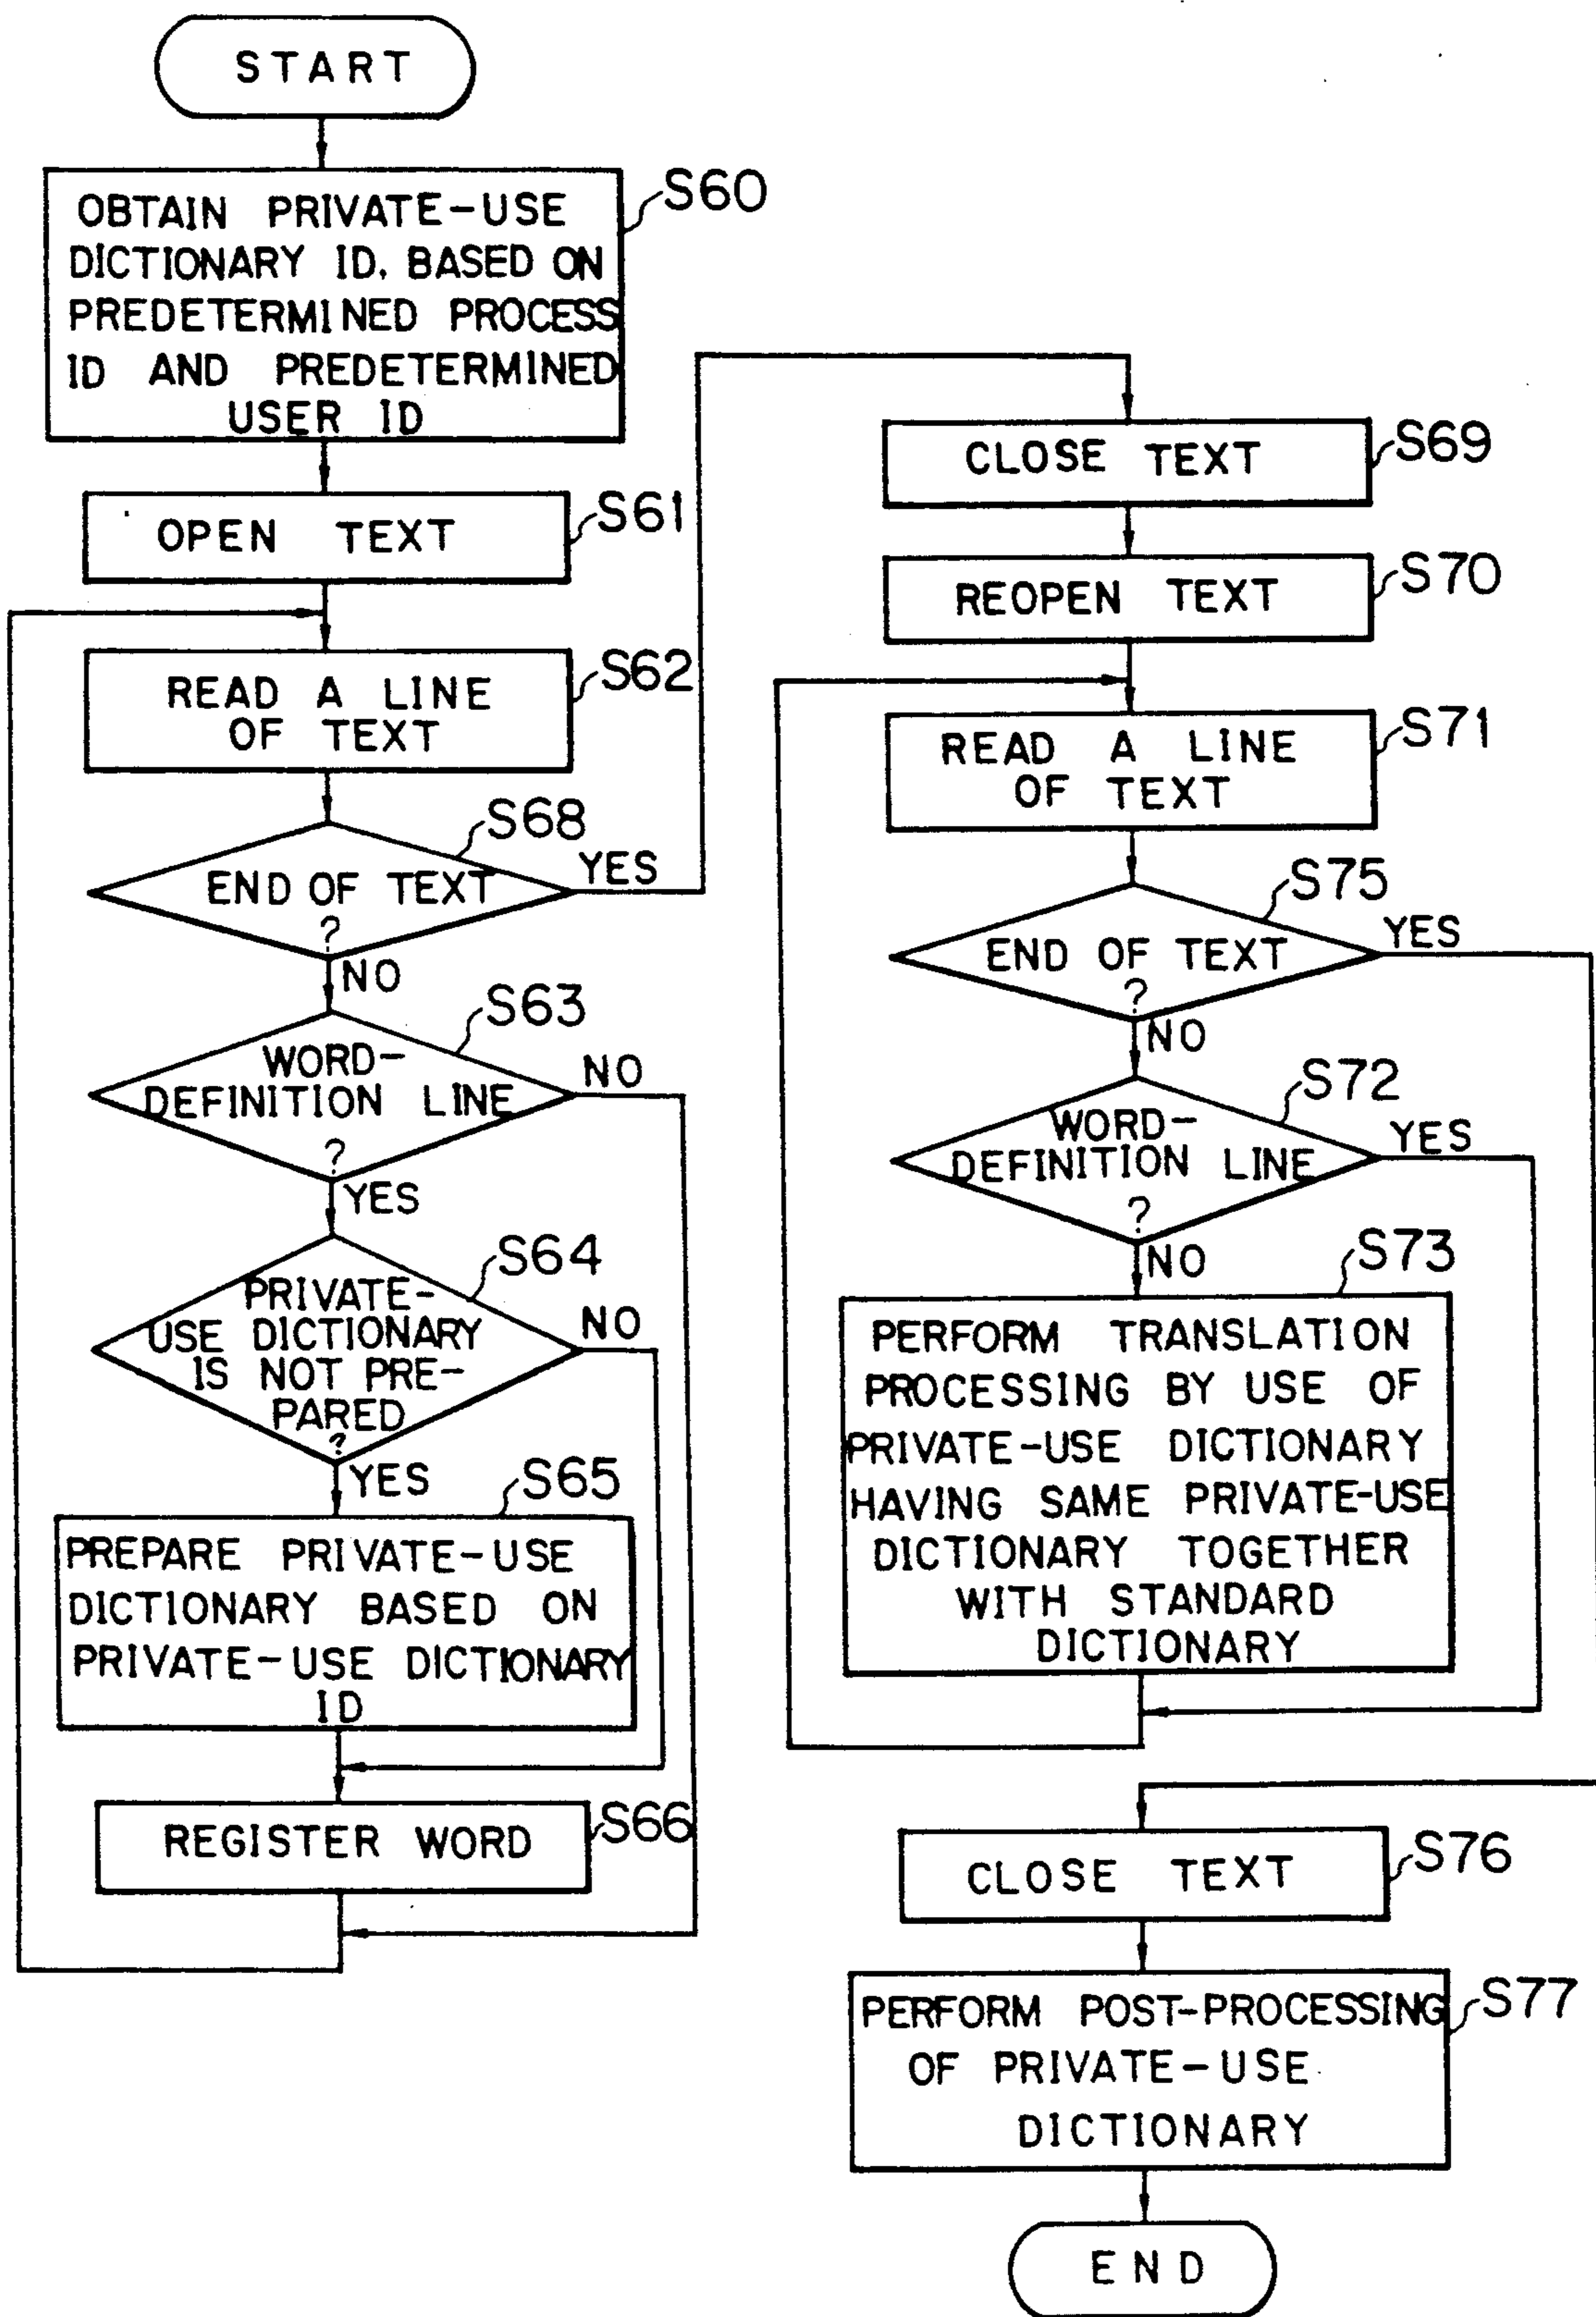 START
S60
OBTAIN PRIVATE-USE
DICTIONARY ID, BASED ON
PREDETERMINED PROCESS
ID AND PREDETERMINED
USER ID
S61
OPEN TEXT
S62
READ A LINE
OF TEXT
S68
END OF TEXT
?
YES
NO
S63
WORD-
DEFINITION LINE
?
NO
YES
S64
PRIVATE-
USE DICTIONARY
IS NOT PRE-
PARED
?
NO
YES
S65
PREPARE PRIVATE-USE
DICTIONARY BASED ON
PRIVATE-USE DICTIONARY
ID
REGISTER WORD
S66
CLOSE TEXT
S69
REOPEN TEXT
S70
READ A LINE
OF TEXT
S71
S75
END OF TEXT
?
YES
NO
S72
WORD-
DEFINITION LINE
?
YES
NO
S73
PERFORM TRANSLATION
PROCESSING BY USE OF
PRIVATE-USE DICTIONARY
HAVING SAME PRIVATE-USE
DICTIONARY TOGETHER
WITH STANDARD
DICTIONARY
CLOSE TEXT
S76
PERFORM POST-PROCESSING
OF PRIVATE-USE
DICTIONARY
S77
END